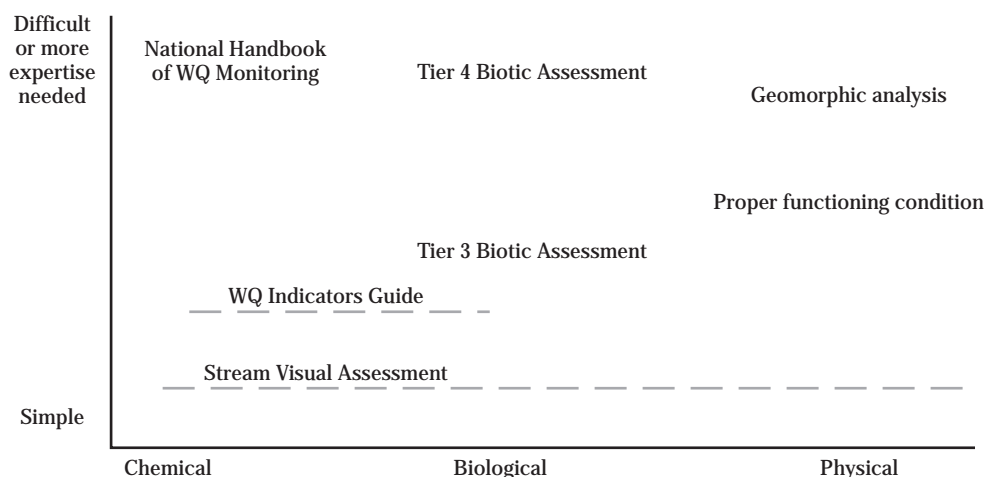 Difficult
or more
expertise
needed
National Handbook
of WQ Monitoring
Tier 4 Biotic Assessment
Geomorphic analysis
Proper functioning condition
Tier 3 Biotic Assessment
WQ Indicators Guide
Stream Visual Assessment
Simple
Chemical
Biological
Physical